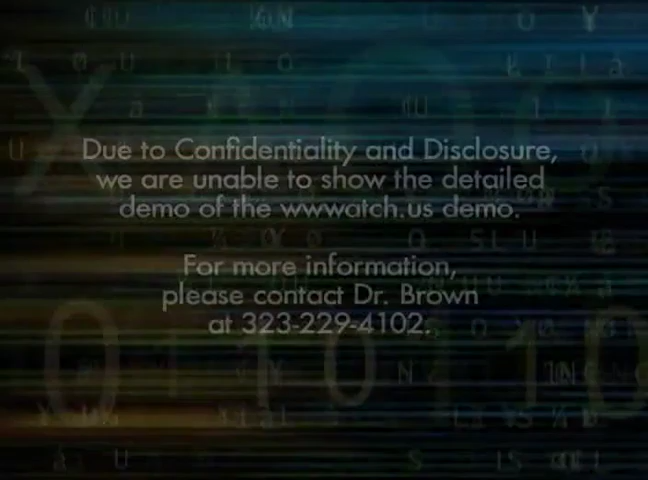 Due to Confidentiality and Disclosure,
we are unable to show the detailed
demo of the wwwatch.us demo.
For more information,
please contact Dr. Brown
at 323-229-4102.